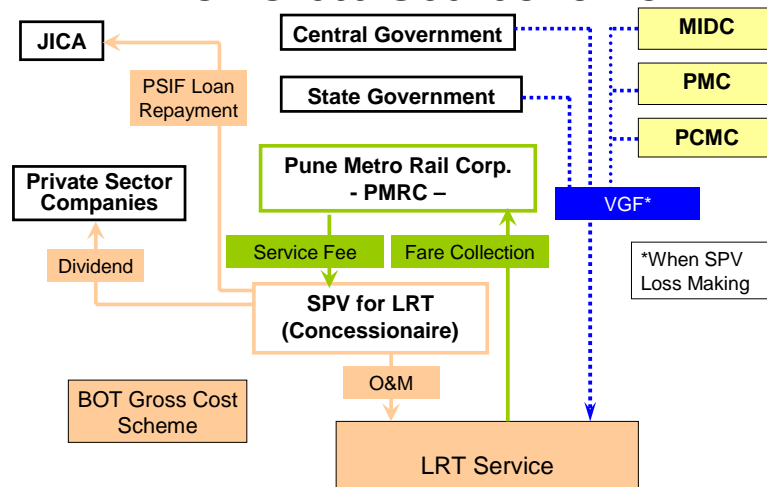 JICA
Central Government
MIDC
PSIF Loan
Repayment
State Government
PMC
PCMC
Pune Metro Rail Corp.
- PMRC –
Private Sector
Companies
VGF*
Dividend
Service Fee
Fare Collection
*When SPV
Loss Making
SPV for LRT
(Concessionaire)
O&M
BOT Gross Cost
Scheme
LRT Service